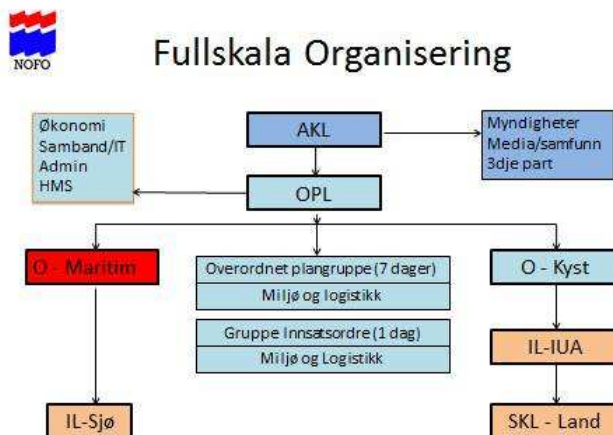 NOFO
Fullskala Organisering
Økonomi
Samband/IT
Admin
HMS
AKL
Myndigheter
Media/samfunn
3dje part
OPL
O - Maritim
Overordnet plangruppe (7 dager)
Miljø og logistikk
O - Kyst
Gruppe Innsatsordre (1 dag)
Miljø og Logistikk
IL-IUA
IL-Sjø
SKL - Land